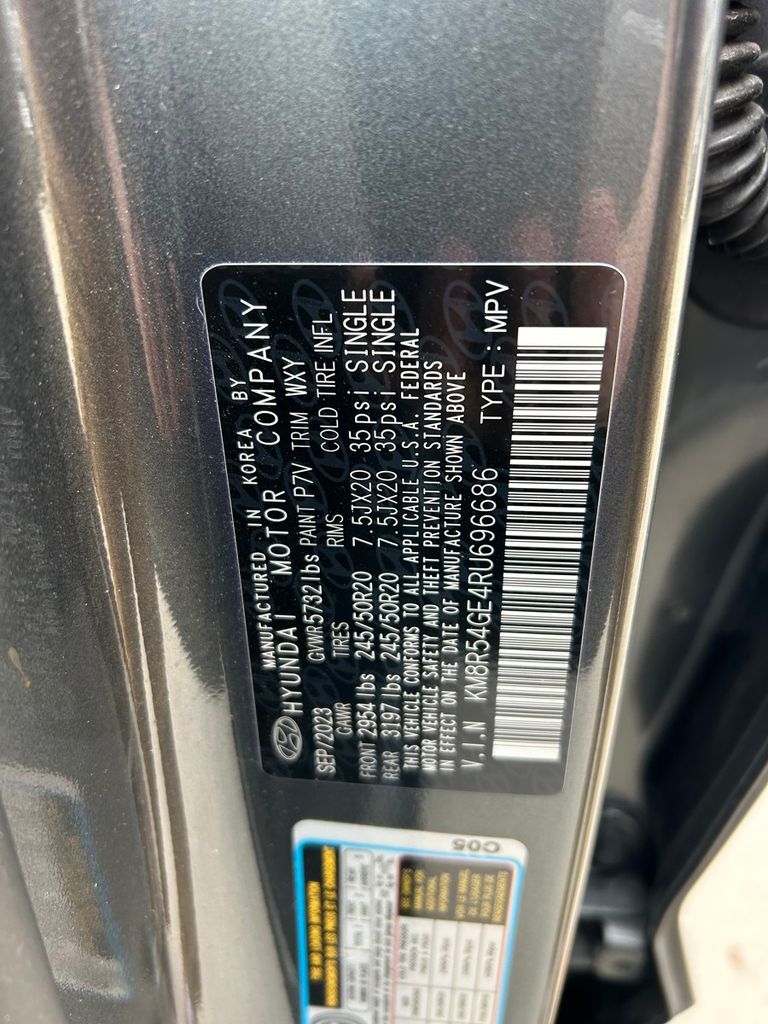 MANUFACTURED IN KOREA BY
HYUNDAI MOTOR COMPANY
SEP/2023 GVWR5732lbs PAINT P7V TRIM WXY
GAWR TIRES RIMS COLD TIRE INFL
FRONT 2954 lbs 245/50R20 7.5JX20 35psi SINGLE
REAR 3197 lbs 245/50R20 7.5JX20 35psi SINGLE
THIS VEHICLE CONFORMS TO ALL APPLICABLE U.S.A. FEDERAL
MOTOR VEHICLE SAFETY AND THEFT PREVENTION STANDARDS
IN EFFECT ON THE DATE OF MANUFACTURE SHOWN ABOVE
V.I.N KM8R54GE4RU696686 TYPE : MPV
C05